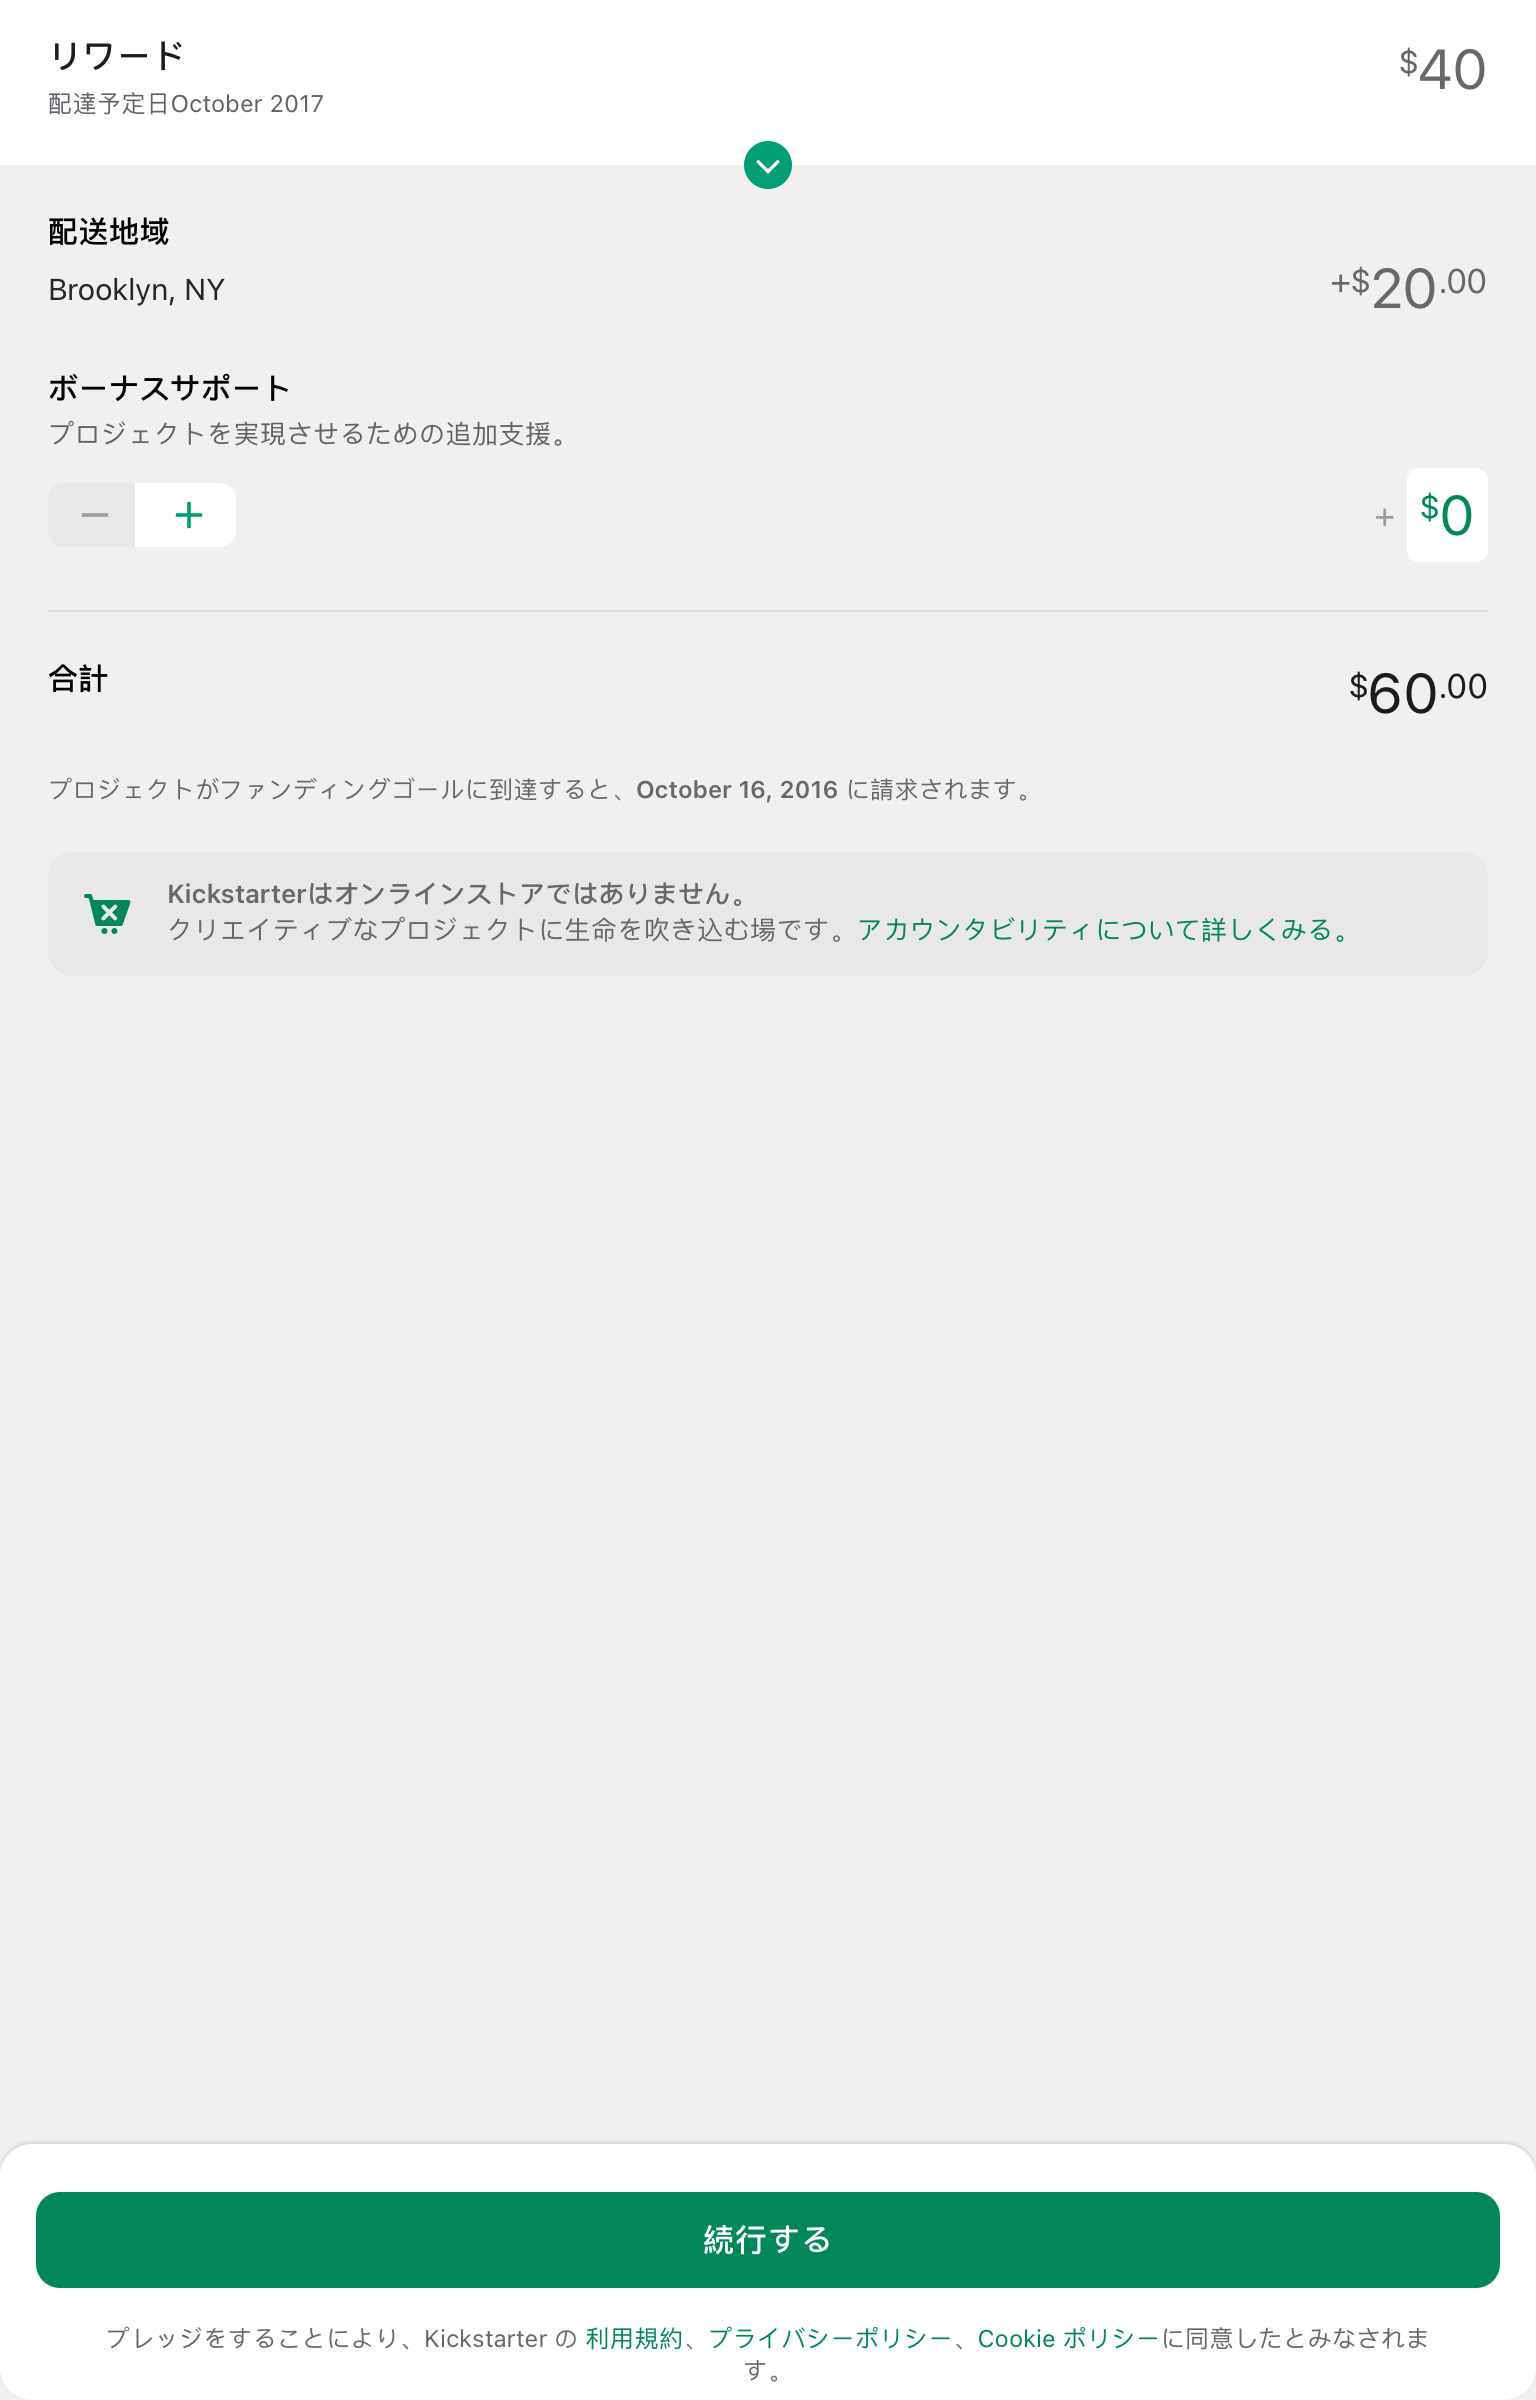 リワード
$40
配達予定日October 2017
配送地域
Brooklyn, NY
+$20.00
ボーナスサポート
プロジェクトを実現させるための追加支援。
− +
+ $0
合計
$60.00
プロジェクトがファンディングゴールに到達すると、October 16, 2016 に請求されます。
Kickstarterはオンラインストアではありません。
クリエイティブなプロジェクトに生命を吹き込む場です。アカウンタビリティについて詳しくみる。
続行する
プレッジをすることにより、Kickstarter の 利用規約、プライバシーポリシー、Cookie ポリシーに同意したとみなされま
す。